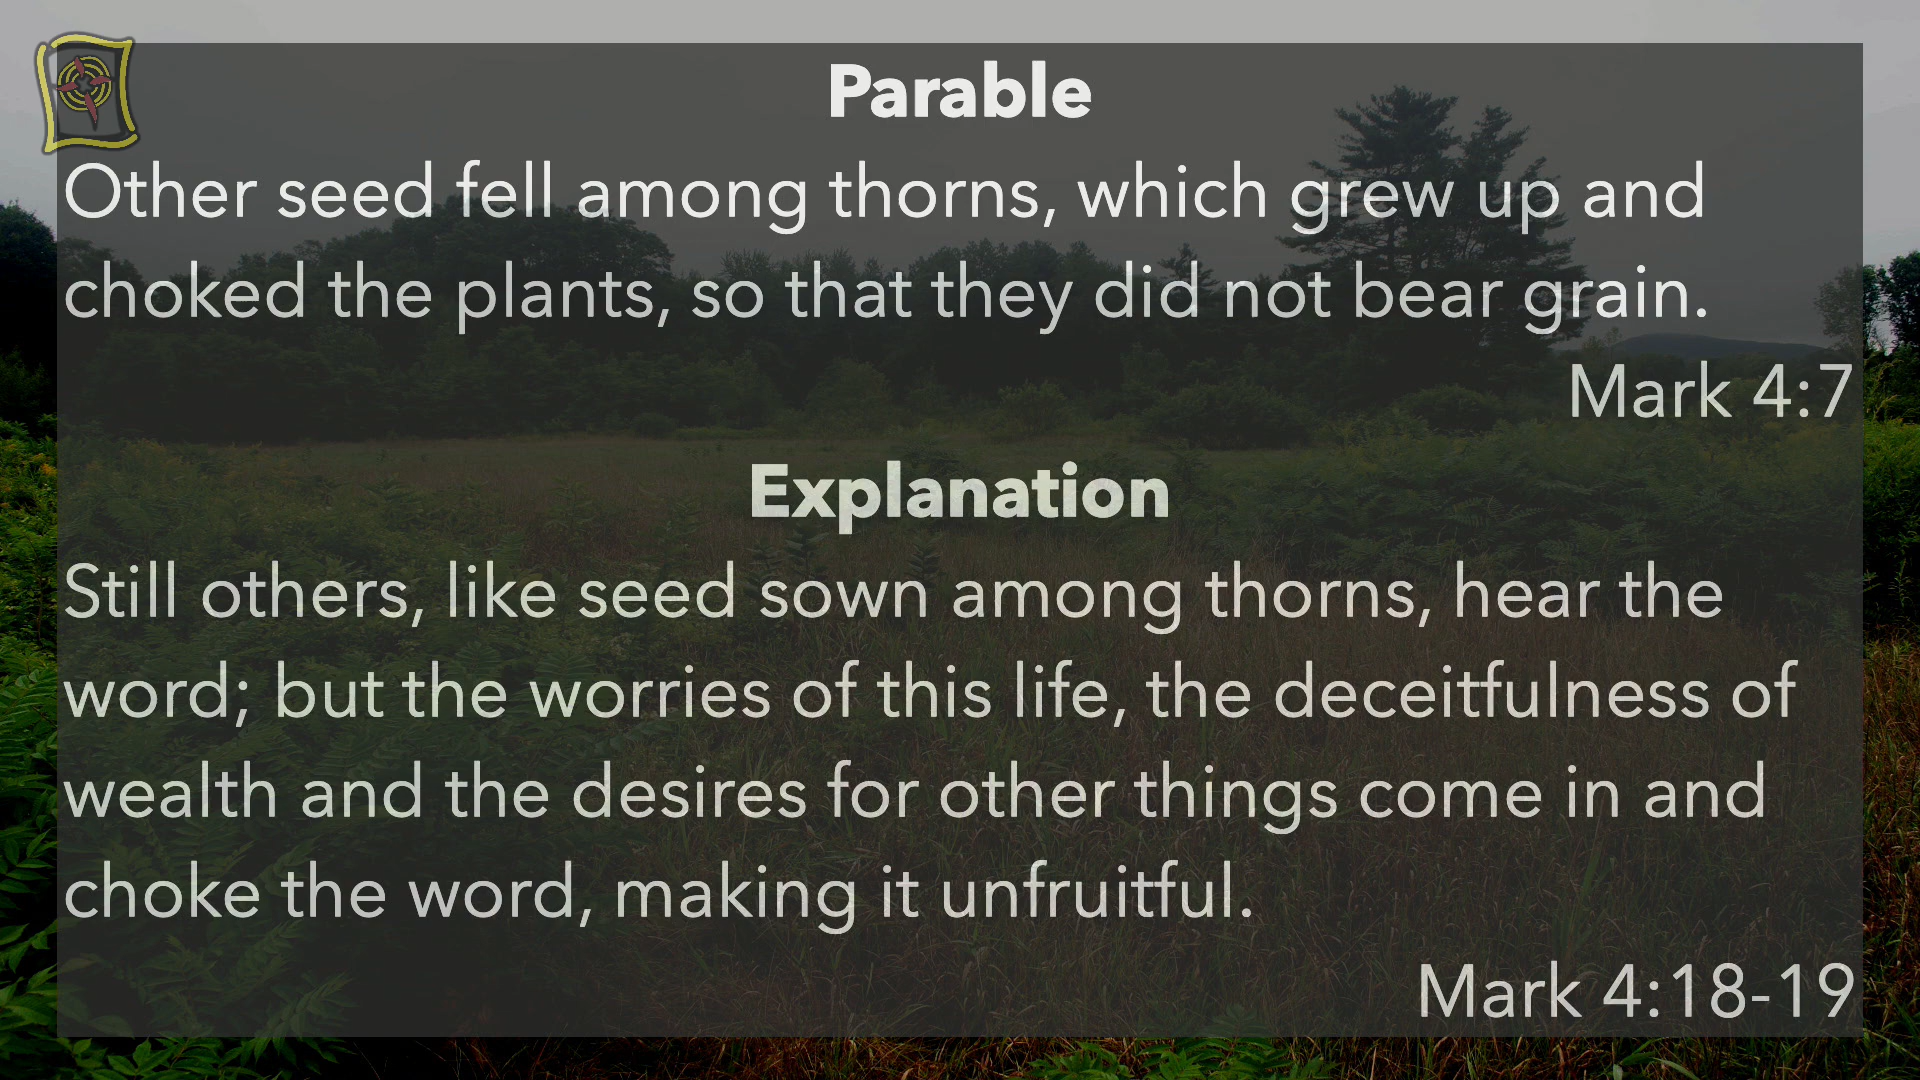 Parable
Other seed fell among thorns, which grew up and
choked the plants, so that they did not bear grain.
Mark 4:7
Explanation
Still others, like seed sown among thorns, hear the
word; but the worries of this life, the deceitfulness of
wealth and the desires for other things come in and
choke the word, making it unfruitful.
Mark 4:18-19